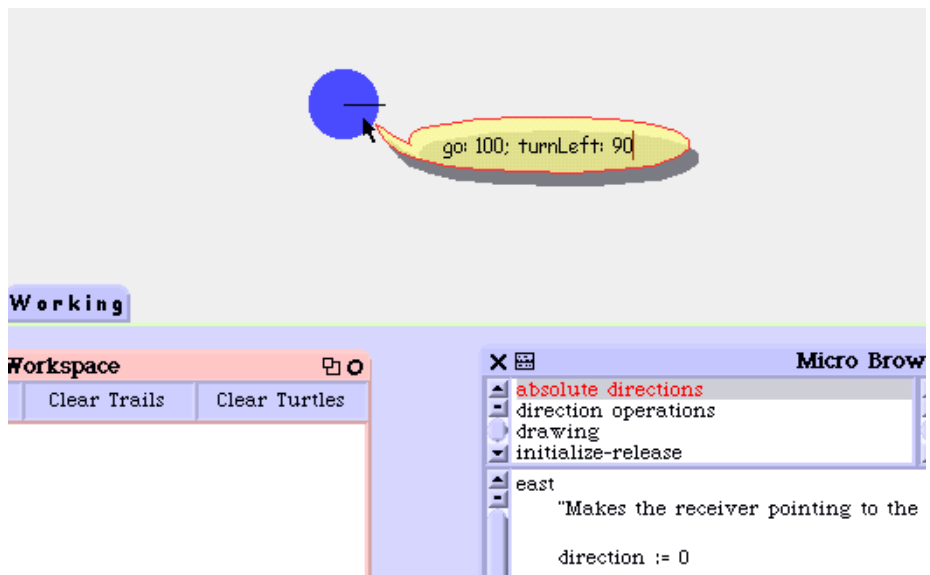 go: 100; turnLeft: 90
Working
Workspace
Clear Trails
Clear Turtles
Micro Brow
absolute directions
direction operations
drawing
initialize-release
east
"Makes the receiver pointing to the
direction := 0